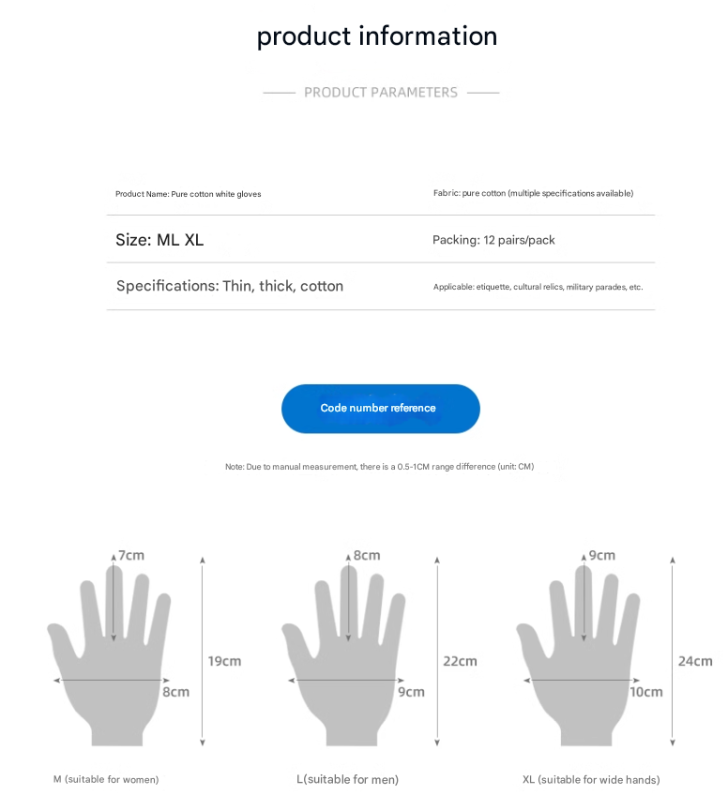 product information
PRODUCT PARAMETERS
Product Name: Pure cotton white gloves
Fabric: pure cotton (multiple specifications available)
Size: ML XL
Packing: 12 pairs/pack
Specifications: Thin, thick, cotton
Applicable: etiquette, cultural relics, military parades, etc.
Code number reference
Note: Due to manual measurement, there is a 0.5-1CM range difference (unit: CM)
7cm
8cm
9cm
19cm
22cm
24cm
8cm
9cm
10cm
M (suitable for women)
L(suitable for men)
XL (suitable for wide hands)